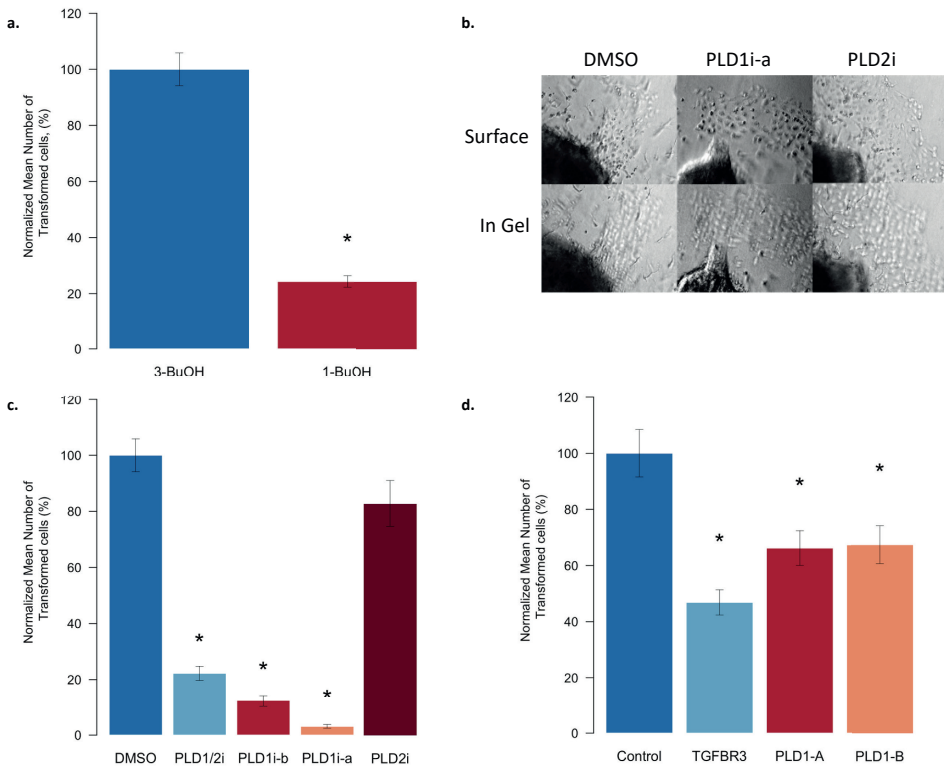 a.
Normalized Mean Number of
Transformed cells, (%)
120
100
80
60
40
20
0
*
3-BuOH
1-BuOH
b.
DMSO
PLD1i-a
PLD2i
Surface
In Gel
c.
Normalized Mean Number of
Transformed cells (%)
120
100
80
60
40
20
0
*
*
*
DMSO
PLD1/2i
PLD1i-b
PLD1i-a
PLD2i
d.
Normalized Mean Number of
Transformed cells (%)
120
100
80
60
40
20
0
*
*
*
Control
TGFBR3
PLD1-A
PLD1-B